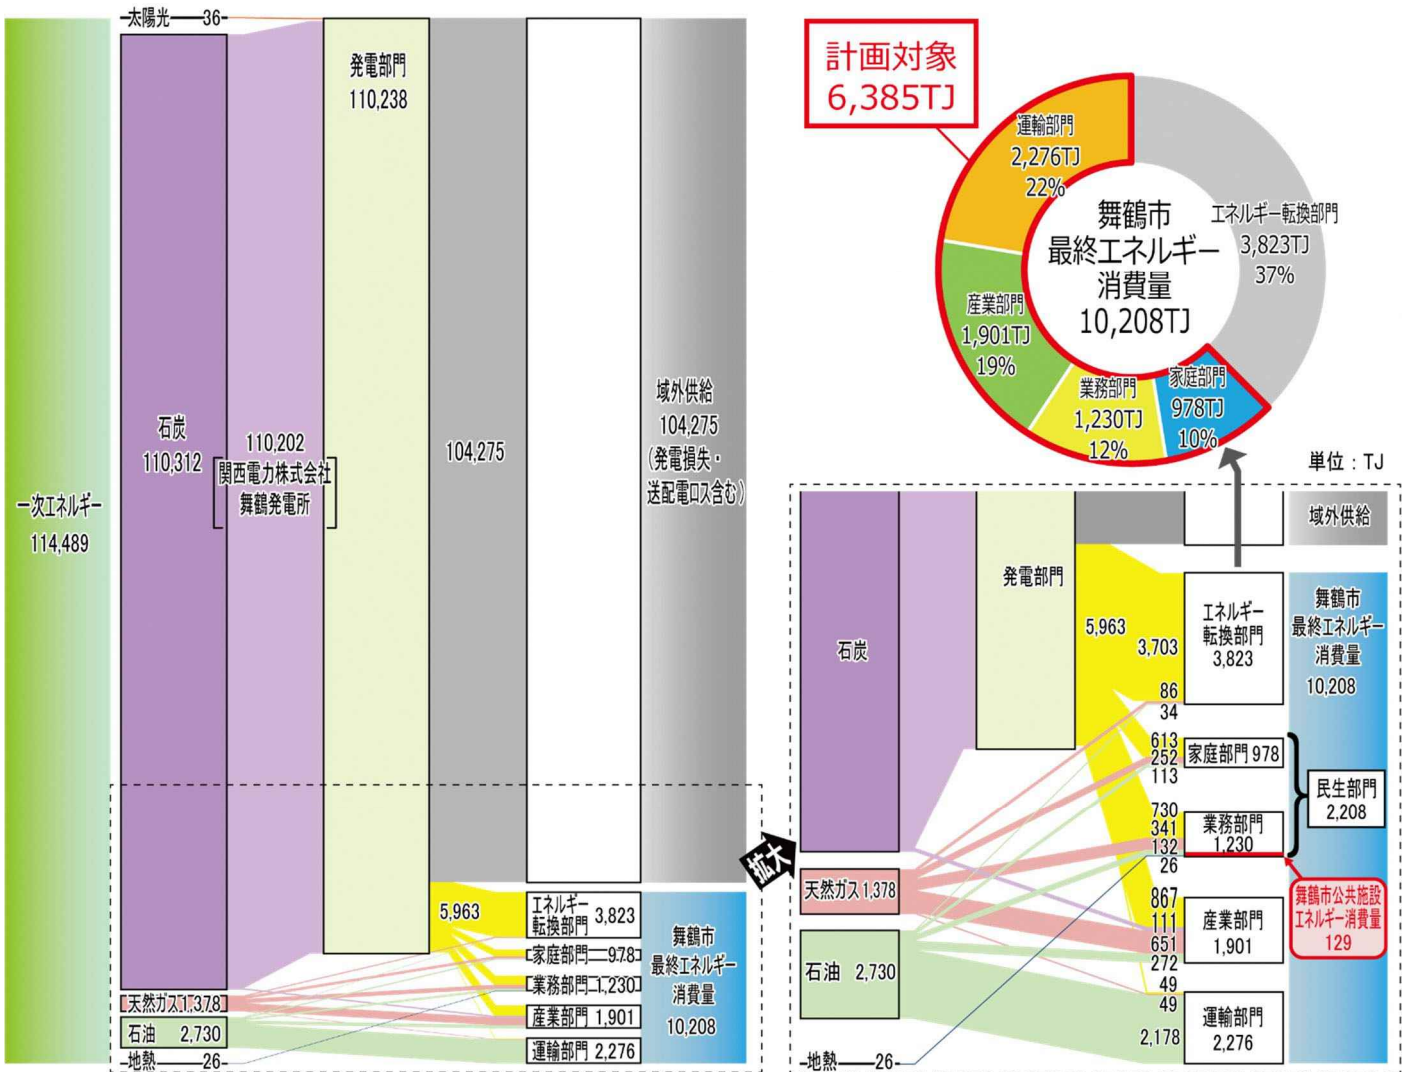 太陽光 36
発電部門
110,238
石炭
110,312
110,202
関西電力株式会社
舞鶴発電所
104,275
域外供給
104,275
(発電損失・
送配電ロス含む)
一次エネルギー
114,489
5,963
エネルギー
転換部門 3,823
家庭部門 978
業務部門 1,230
産業部門 1,901
運輸部門 2,276
舞鶴市
最終エネルギー
消費量
10,208
天然ガス1,378
石油 2,730
地熱 26
拡大
計画対象
6,385TJ
運輸部門
2,276TJ
22%
エネルギー転換部門
3,823TJ
37%
舞鶴市
最終エネルギー
消費量
10,208TJ
産業部門
1,901TJ
19%
業務部門
1,230TJ
12%
家庭部門
978TJ
10%
単位:TJ
域外供給
発電部門
石炭
5,963
3,703
86
34
エネルギー
転換部門
3,823
舞鶴市
最終エネルギー
消費量
10,208
613
252
113
家庭部門 978
民生部門
2,208
730
341
132
26
業務部門
1,230
舞鶴市公共施設
エネルギー消費量
129
天然ガス1,378
867
111
651
272
産業部門
1,901
石油 2,730
49
49
2,178
運輸部門
2,276
地熱 26